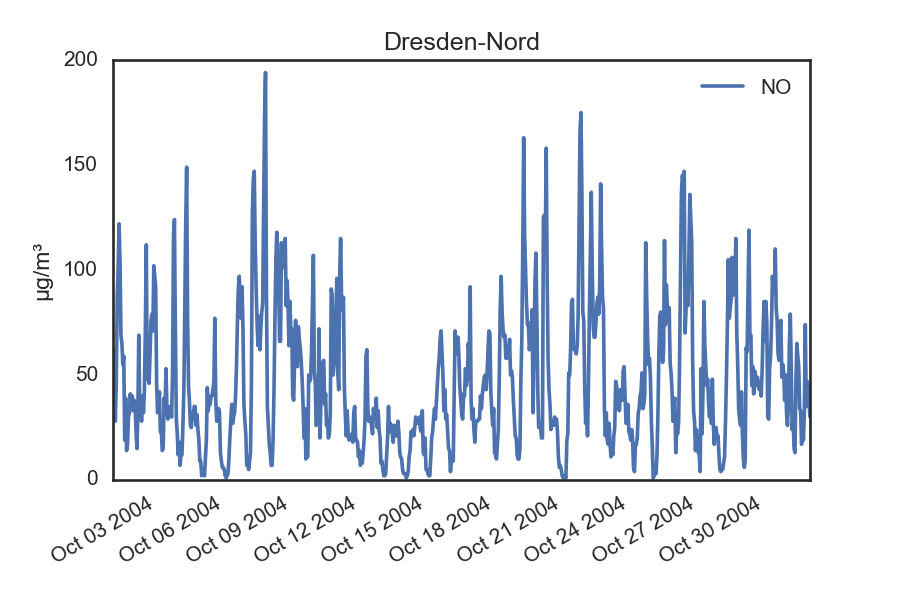 Dresden-Nord
200
150
100
50
0
µg/m³
NO
Oct 03 2004
Oct 06 2004
Oct 09 2004
Oct 12 2004
Oct 15 2004
Oct 18 2004
Oct 21 2004
Oct 24 2004
Oct 27 2004
Oct 30 2004